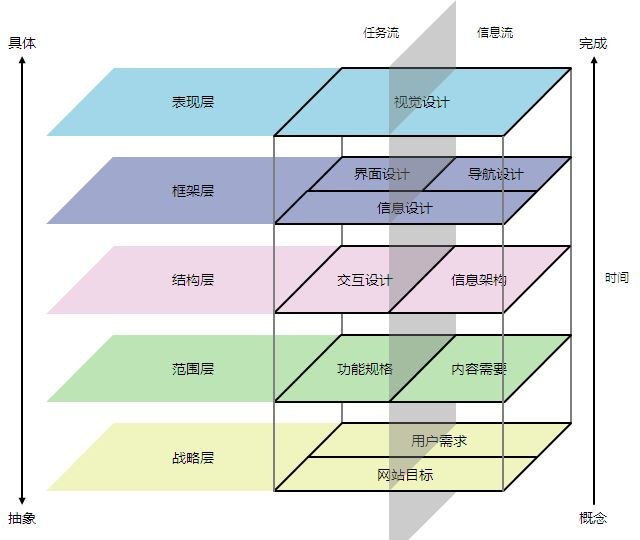 任务流
信息流
具体
完成
表现层
视觉设计
框架层
界面设计
导航设计
信息设计
结构层
交互设计
信息架构
时间
范围层
功能规格
内容需要
战略层
用户需求
网站目标
抽象
概念